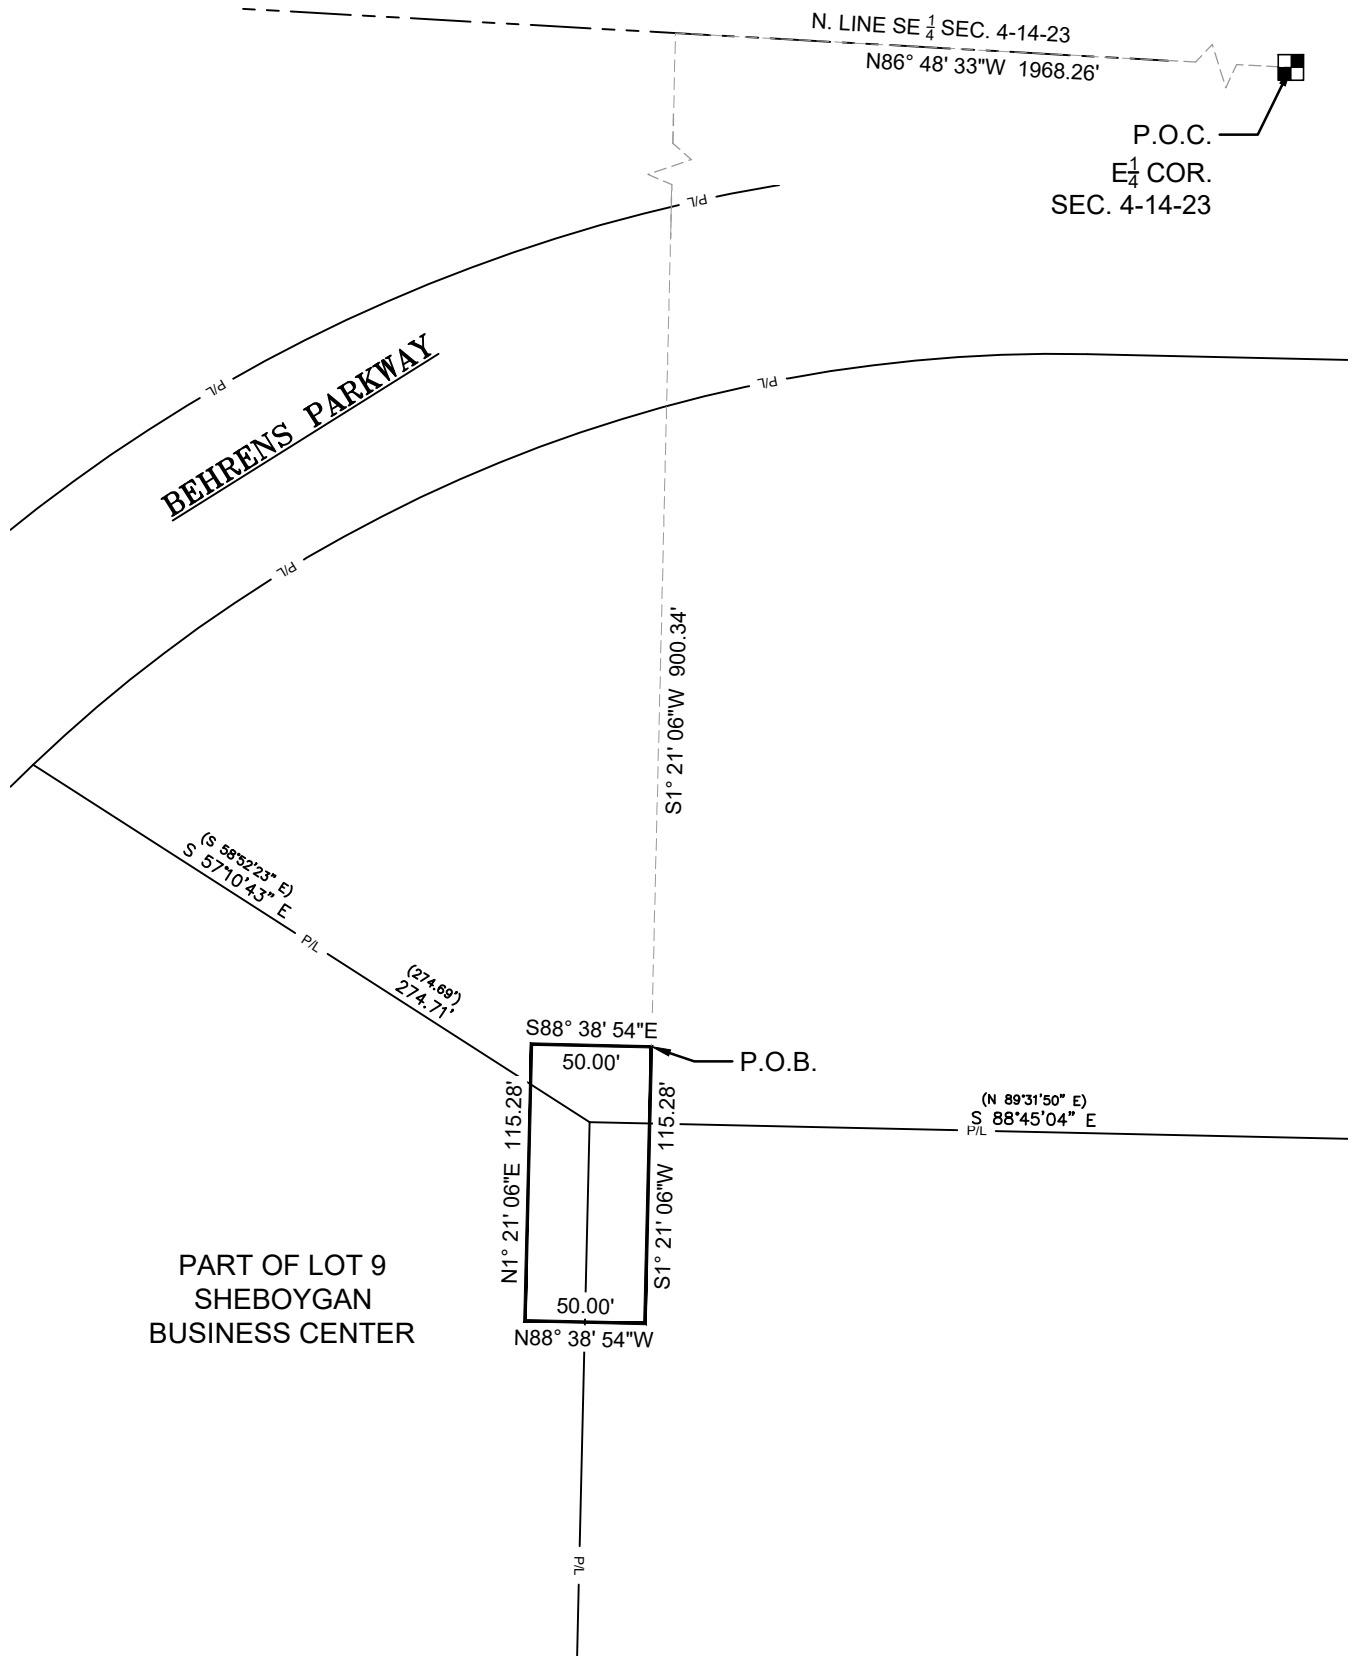 N. LINE SE 1/4 SEC. 4-14-23
N86° 48' 33"W 1968.26'
P.O.C.
E1/4 COR.
SEC. 4-14-23
P/L
P/L
BEHRENS PARKWAY
P/L
P/L
S1° 21' 06"W 900.34'
(S 58°52'23" E)
S 57°10'43" E
P/L
(274.69')
274.71'
S88° 38' 54"E
50.00'
P.O.B.
N1° 21' 06"E 115.28'
S1° 21' 06"W 115.28'
(N 89°31'50" E)
S 88°45'04" E
P/L
PART OF LOT 9
SHEBOYGAN
BUSINESS CENTER
50.00'
N88° 38' 54"W
P/L